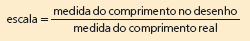 escala = medida do comprimento no desenho
medida do comprimento real